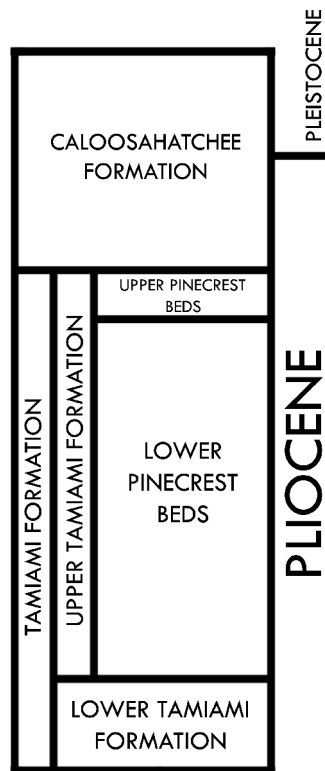 PLEISTOCENE
CALOOSAHATCHEE
FORMATION
UPPER PINECREST
BEDS
TAMIAMI FORMATION
UPPER TAMIAMI FORMATION
LOWER
PINECREST
BEDS
PLIOCENE
LOWER TAMIAMI
FORMATION